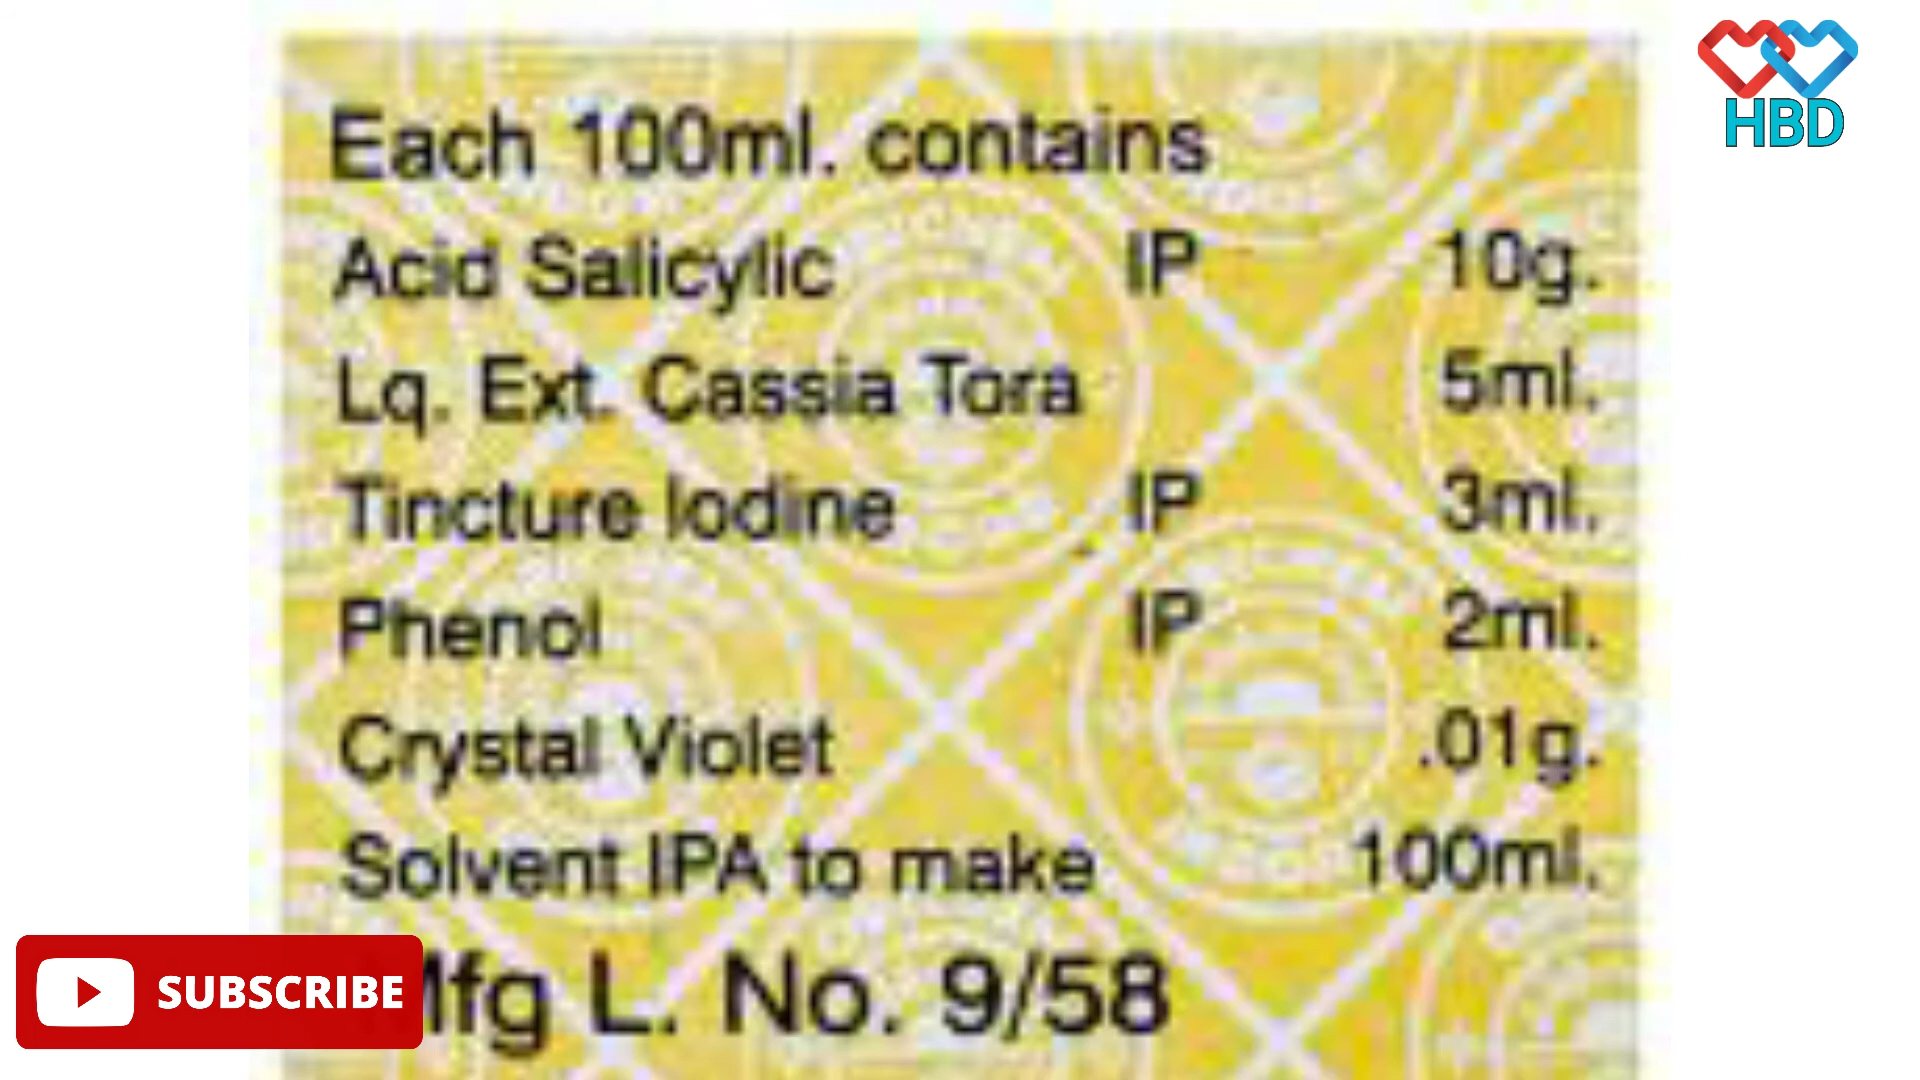 HBD
Each 100ml. contains
Acid Salicylic IP 10g.
Lq. Ext. Cassia Tora 5ml.
Tincture Iodine IP 3ml.
Phenol IP 2ml.
Crystal Violet .01g.
Solvent IPA to make 100ml.
Mfg L. No. 9/58
SUBSCRIBE